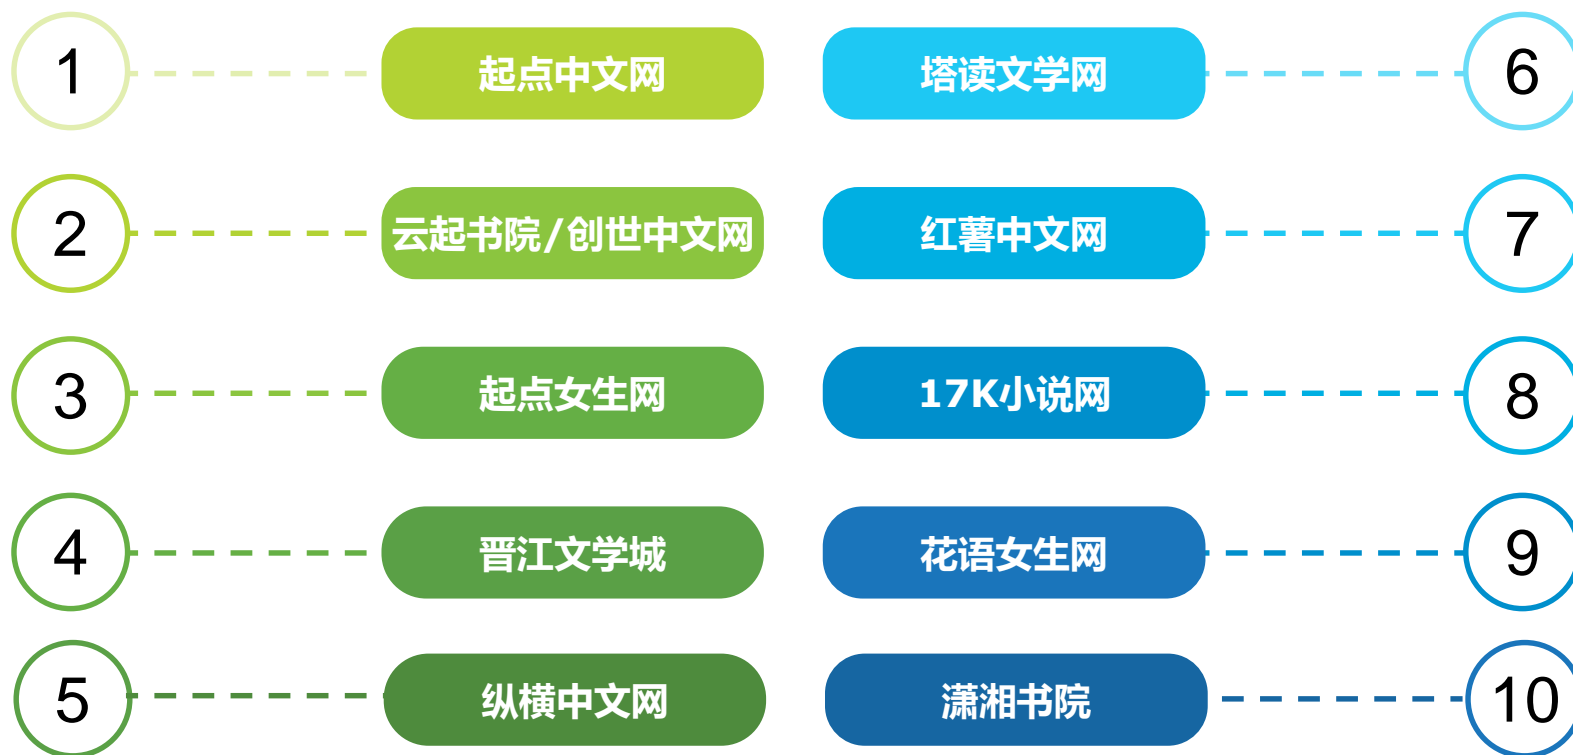 1 起点中文网
2 云起书院/创世中文网
3 起点女生网
4 晋江文学城
5 纵横中文网
塔读文学网 6
红薯中文网 7
17K小说网 8
花语女生网 9
潇湘书院 10